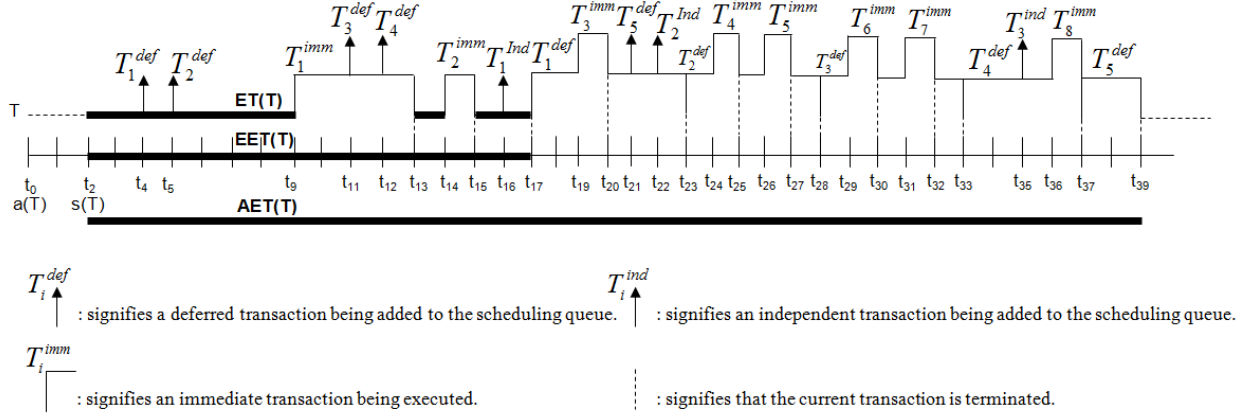 T₁^def T₂^def T₁^imm T₃^def T₄^def T₂^imm T₁^Ind T₁^def T₃^imm T₅^def T₂^Ind T₂^def T₄^imm T₅^imm T₃^def T₆^imm T₇^imm T₄^def T₃^ind T₈^imm T₅^def
T ET(T)
EET(T)
t₀ t₂ t₄ t₅ t₉ t₁₁ t₁₂ t₁₃ t₁₄ t₁₅ t₁₆ t₁₇ t₁₉ t₂₀ t₂₁ t₂₂ t₂₃ t₂₄ t₂₅ t₂₆ t₂₇ t₂₈ t₂₉ t₃₀ t₃₁ t₃₂ t₃₃ t₃₅ t₃₆ t₃₇ t₃₉
a(T) s(T) AET(T)
Tᵢ^def : signifies a deferred transaction being added to the scheduling queue.
Tᵢ^ind : signifies an independent transaction being added to the scheduling queue.
Tᵢ^imm : signifies an immediate transaction being executed.
: signifies that the current transaction is terminated.